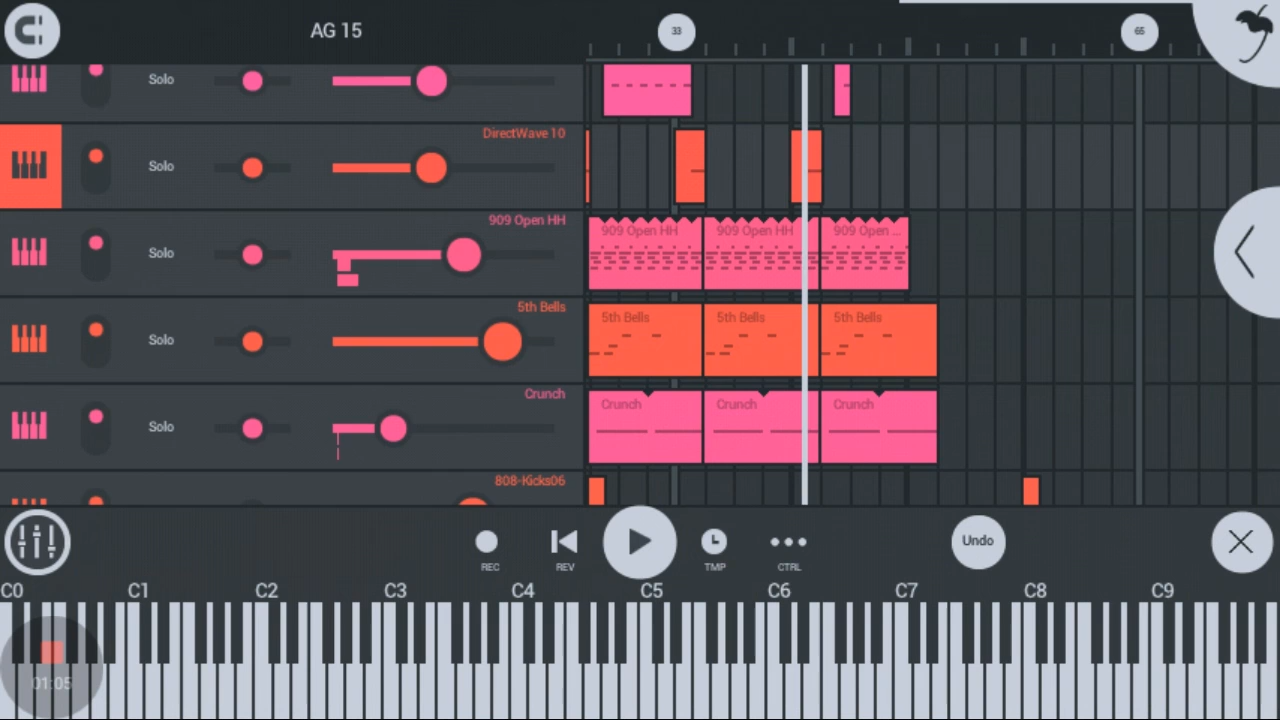 AG 15
33
65
Solo
DirectWave 10
Solo
909 Open HH
Solo
909 Open HH
909 Open HH
909 Open ...
5th Bells
Solo
5th Bells
5th Bells
5th Bells
Crunch
Solo
Crunch
Crunch
Crunch
808-Kicks06
REC
REV
TMP
CTRL
Undo
C0
C1
C2
C3
C4
C5
C6
C7
C8
C9
01:05